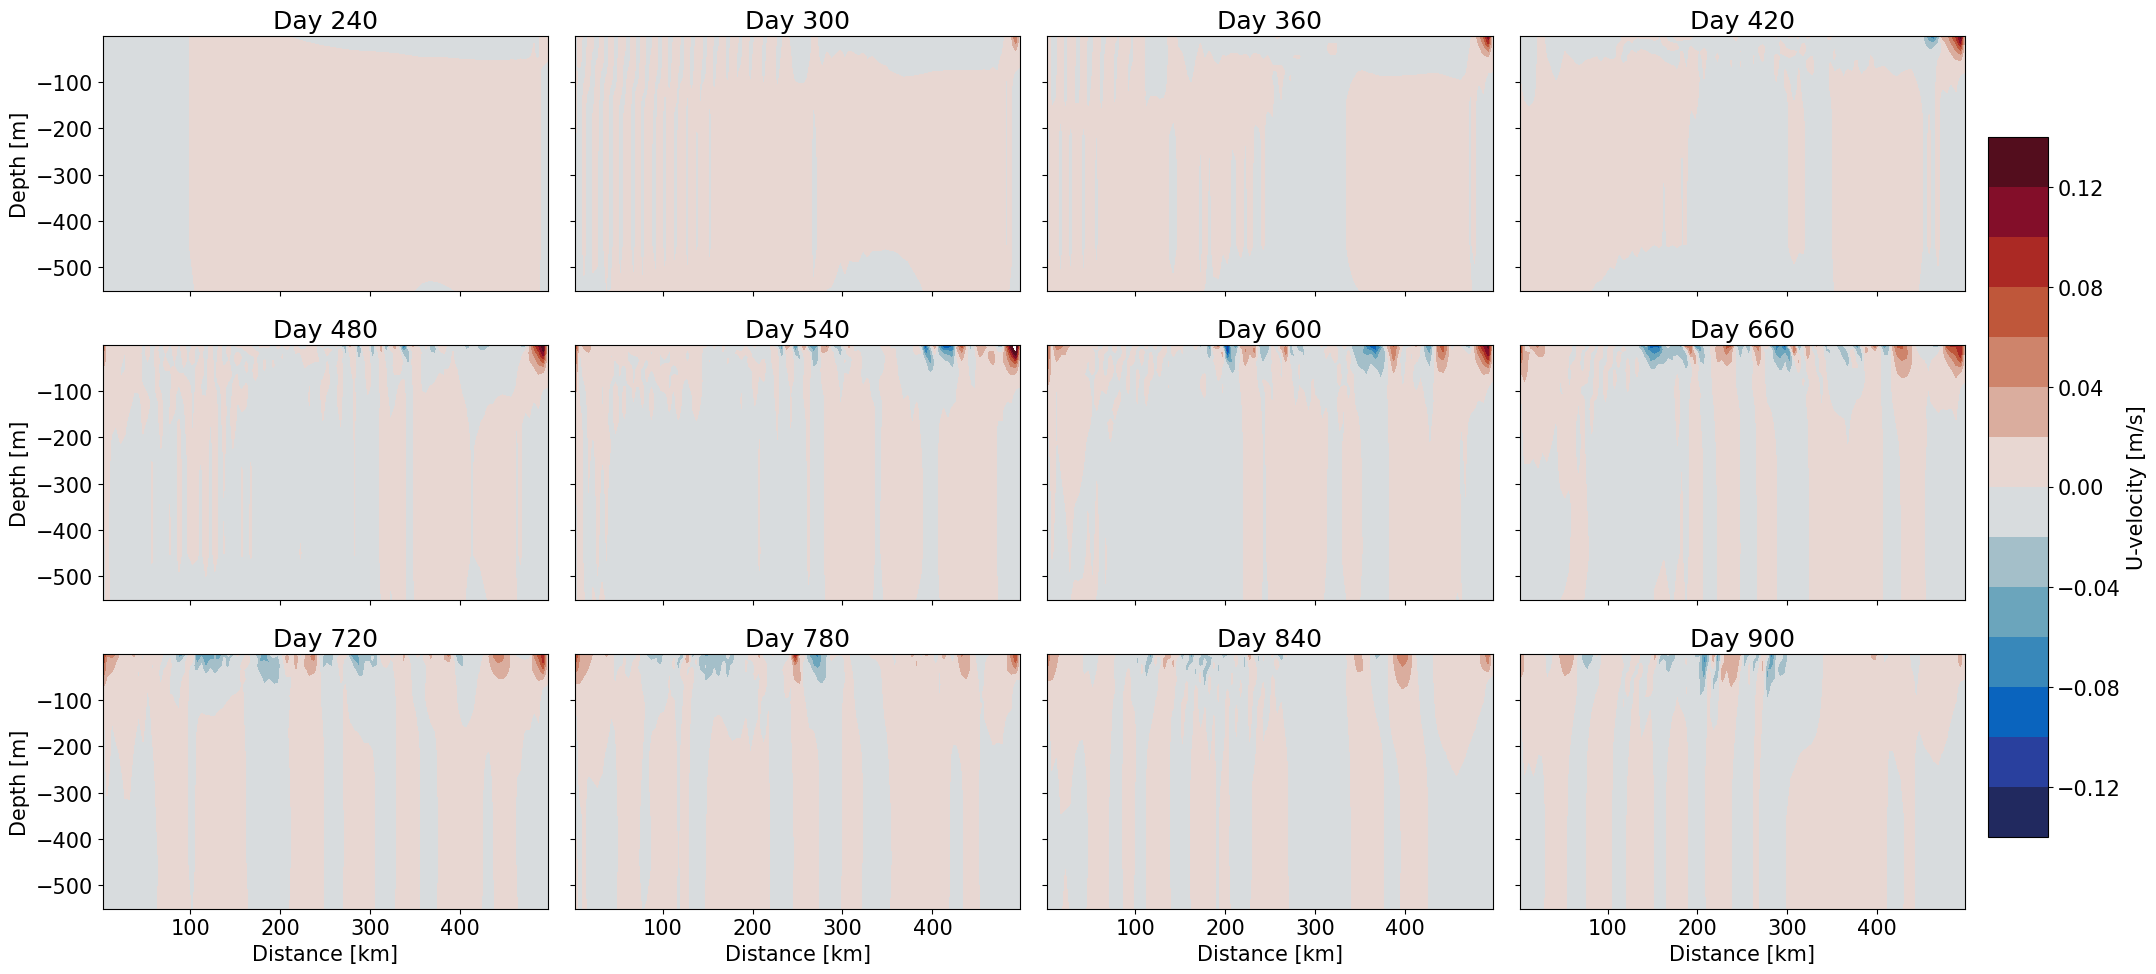 Day 240 Day 300 Day 360 Day 420
−100
−200
−300
−400
−500
Depth [m]
Day 480 Day 540 Day 600 Day 660
−100
−200
−300
−400
−500
Depth [m]
Day 720 Day 780 Day 840 Day 900
−100
−200
−300
−400
−500
Depth [m]
100 200 300 400 100 200 300 400 100 200 300 400 100 200 300 400
Distance [km] Distance [km] Distance [km] Distance [km]
0.12
0.08
0.04
0.00
−0.04
−0.08
−0.12
U-velocity [m/s]